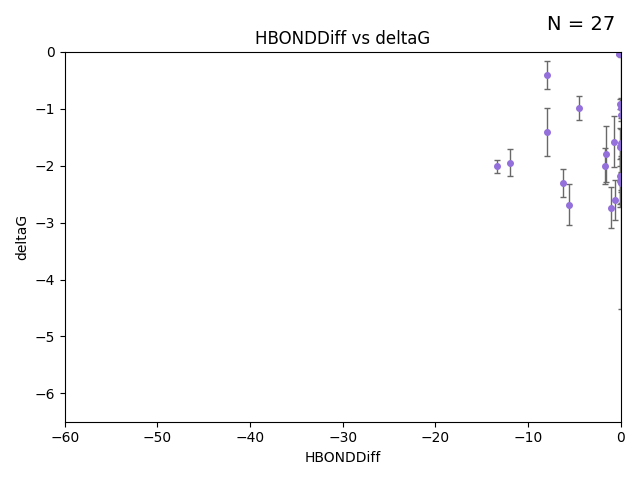 N = 27
HBONDDiff vs deltaG
0
−1
−2
−3
−4
−5
−6
deltaG
−60 −50 −40 −30 −20 −10 0
HBONDDiff